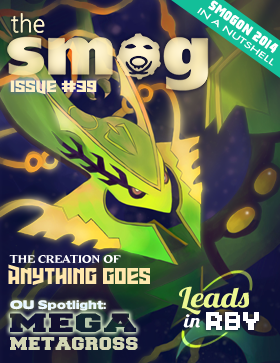 the
smog
ISSUE #39
SMOGON 2014
IN A NUTSHELL
THE CREATION OF
ANYTHING GOES
OU Spotlight:
MEGA
METAGROSS
Leads
in RBY